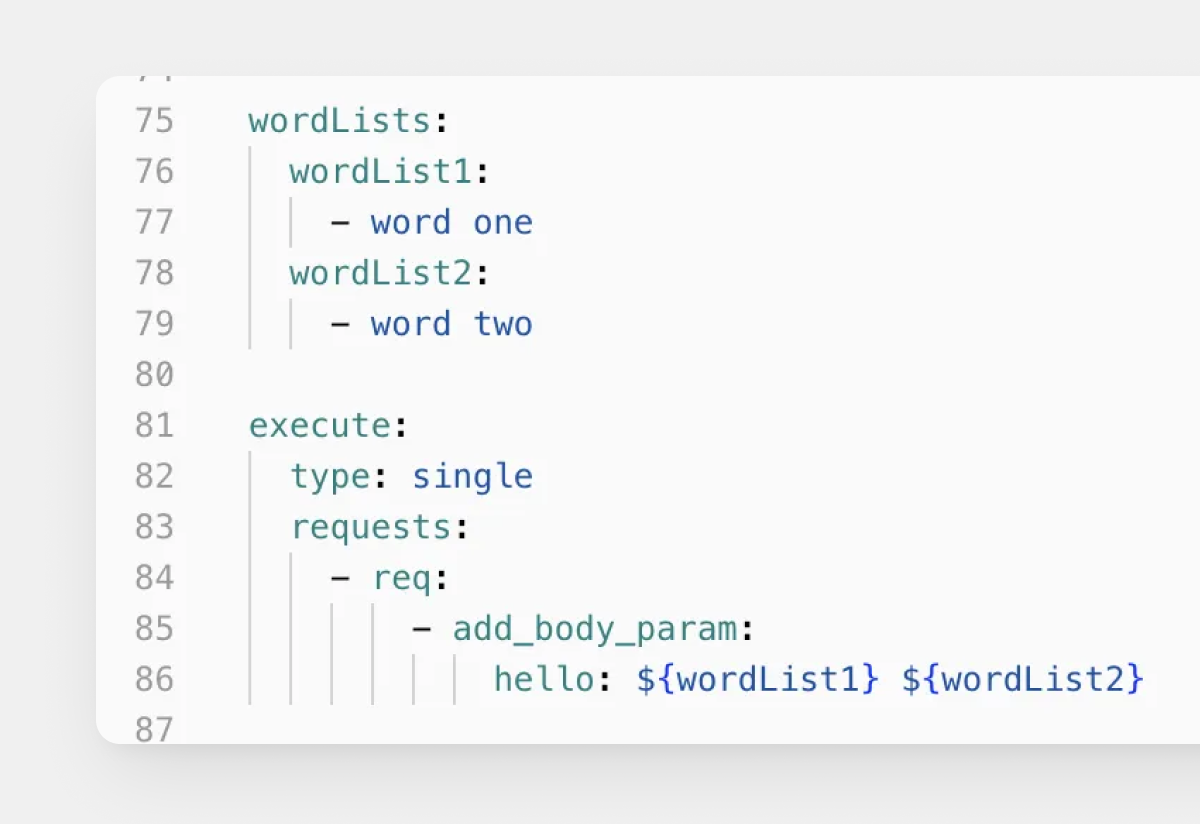 75 wordLists:
76 wordList1:
77 - word one
78 wordList2:
79 - word two
80
81 execute:
82 type: single
83 requests:
84 - req:
85 - add_body_param:
86 hello: ${wordList1} ${wordList2}
87